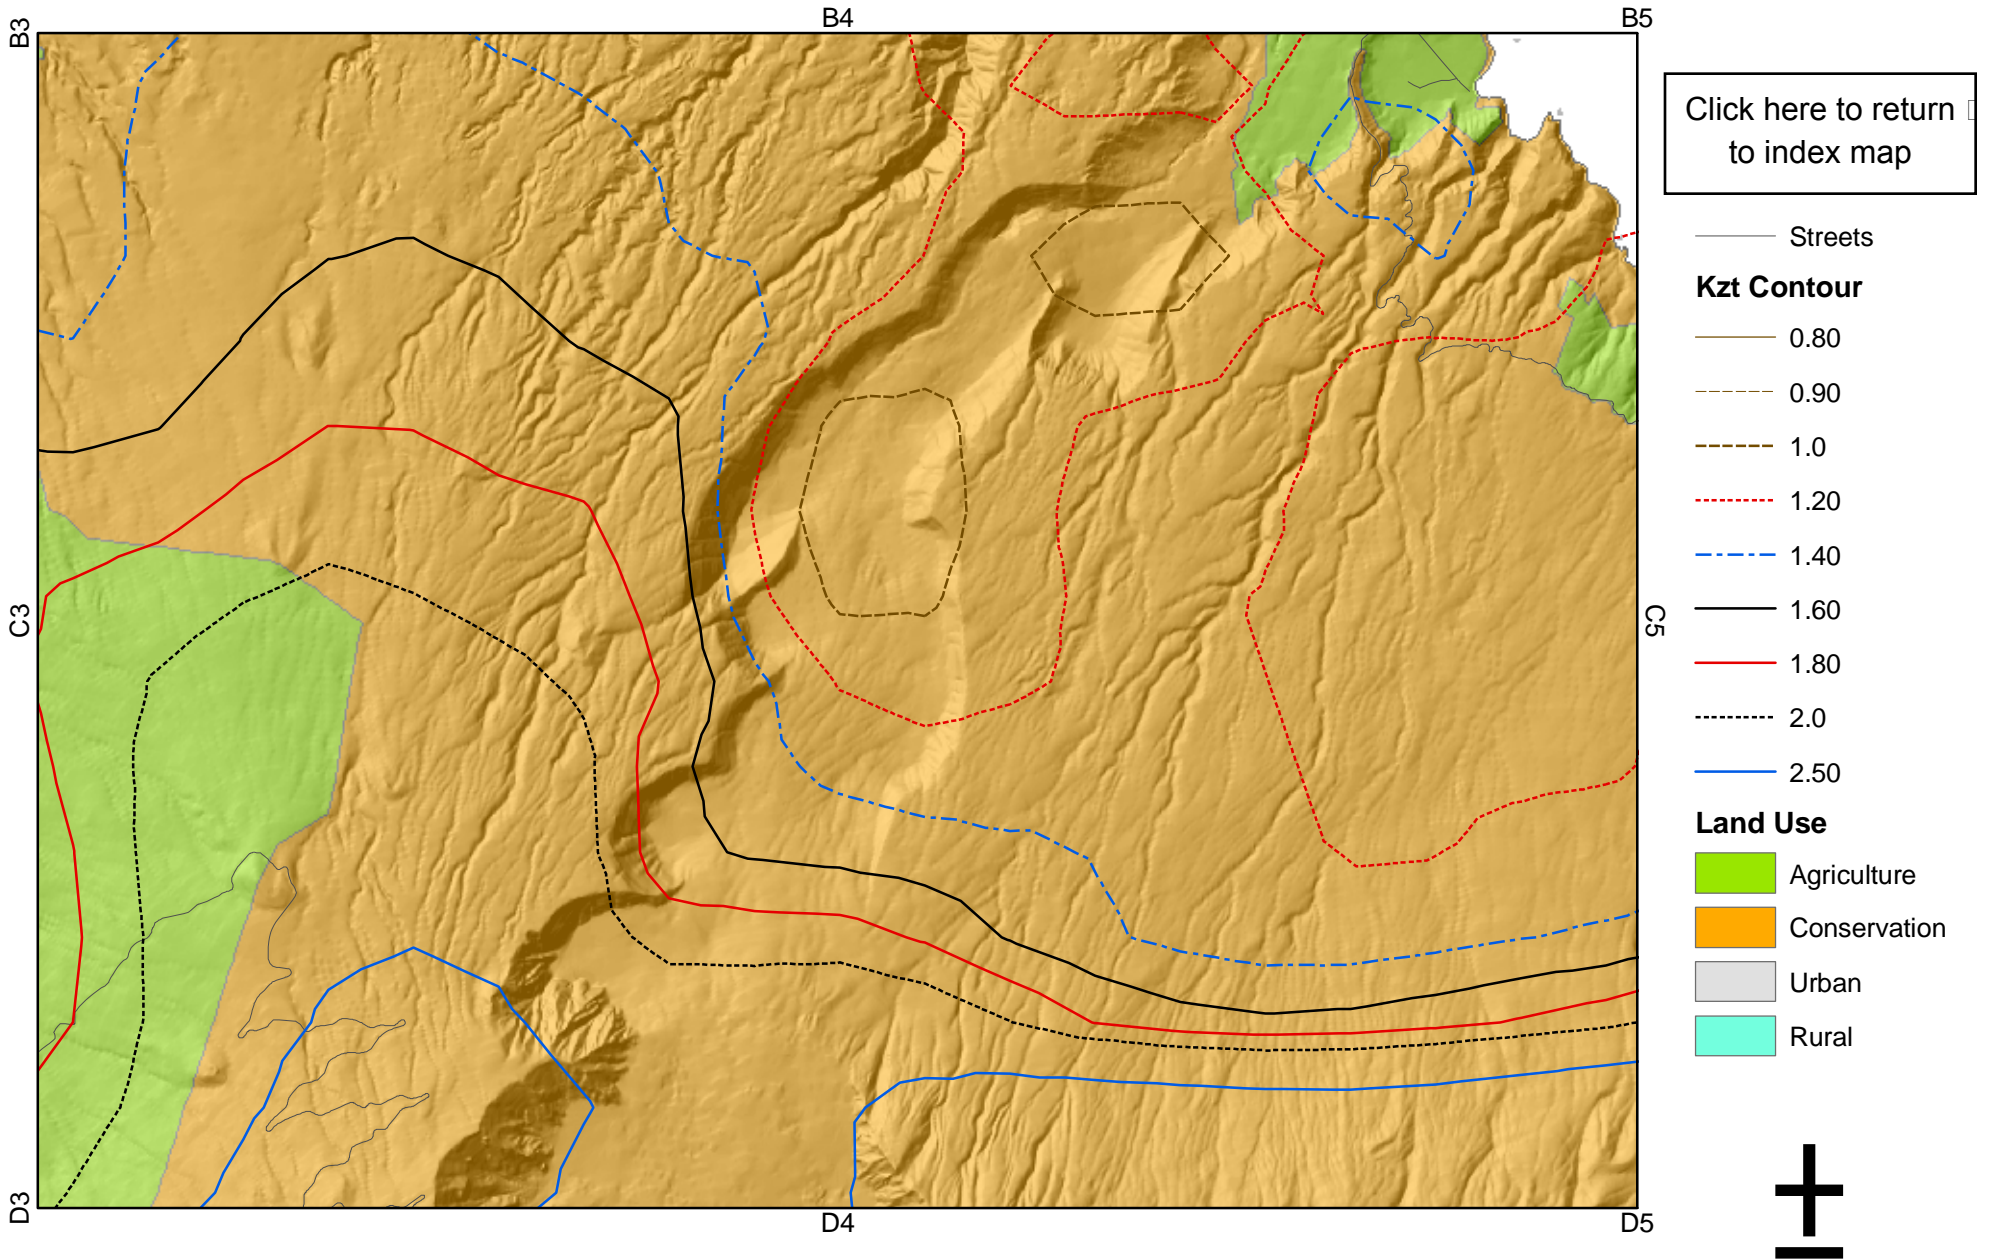 B3
B4
B5
C3
C5
D3
D4
D5
Click here to return
to index map
Streets
Kzt Contour
0.80
0.90
1.0
1.20
1.40
1.60
1.80
2.0
2.50
Land Use
Agriculture
Conservation
Urban
Rural